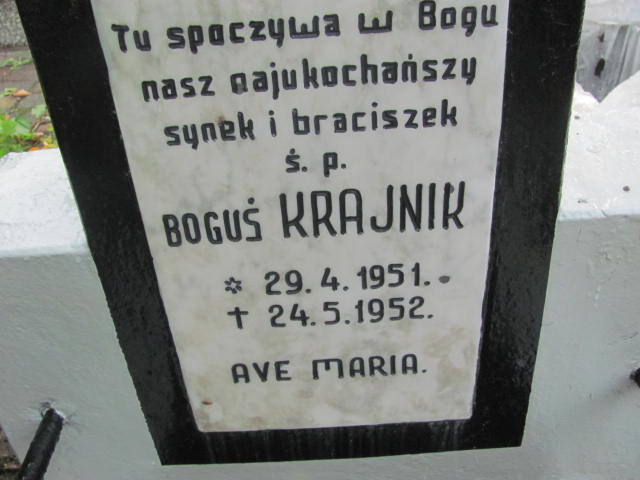 Tu spoczywa w Bogu
nasz najukochańszy
synek i braciszek
ś. p.
BOGUŚ KRAJNIK
* 29. 4. 1951.
† 24. 5. 1952.
AVE MARIA.